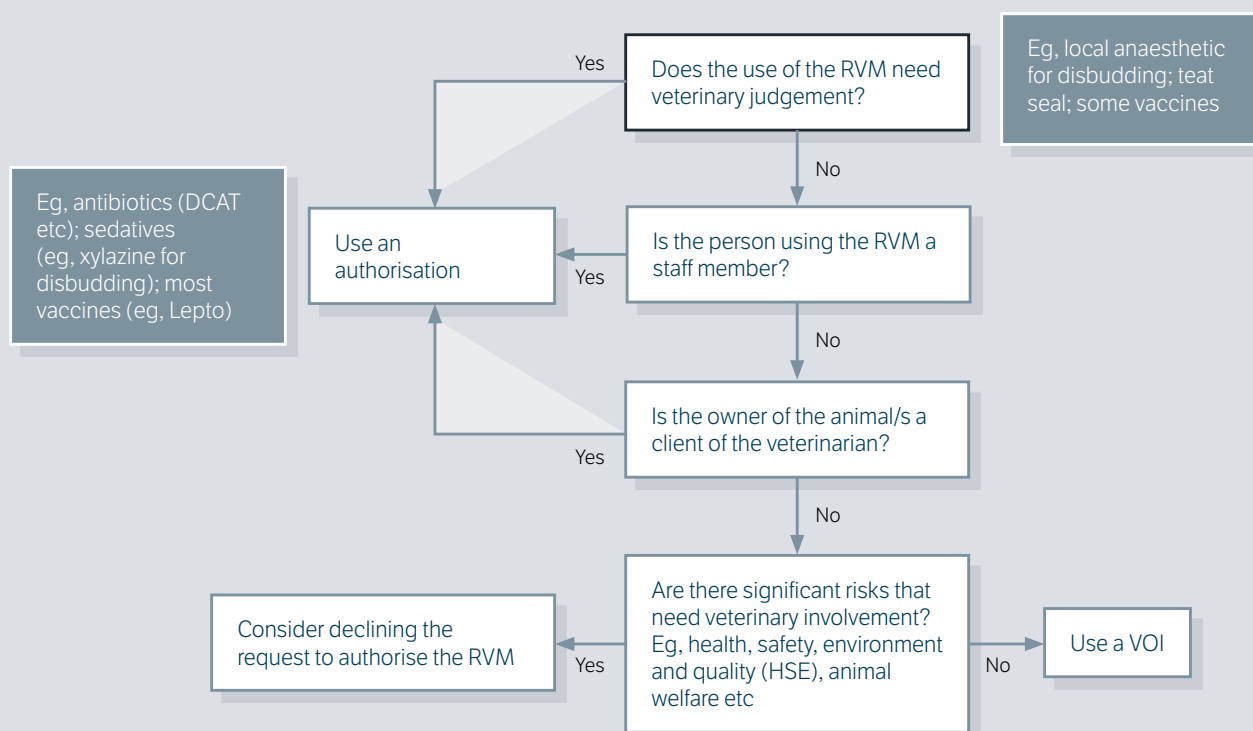 Yes
Does the use of the RVM need
veterinary judgement?
Eg, local anaesthetic
for disbudding; teat
seal; some vaccines
No
Eg, antibiotics (DCAT
etc); sedatives
(eg, xylazine for
disbudding); most
vaccines (eg, Lepto)
Use an
authorisation
Yes
Is the person using the RVM a
staff member?
No
Is the owner of the animal/s a
client of the veterinarian?
Yes
No
Consider declining the
request to authorise the RVM
Yes
Are there significant risks that
need veterinary involvement?
Eg, health, safety, environment
and quality (HSE), animal
welfare etc
No
Use a VOI